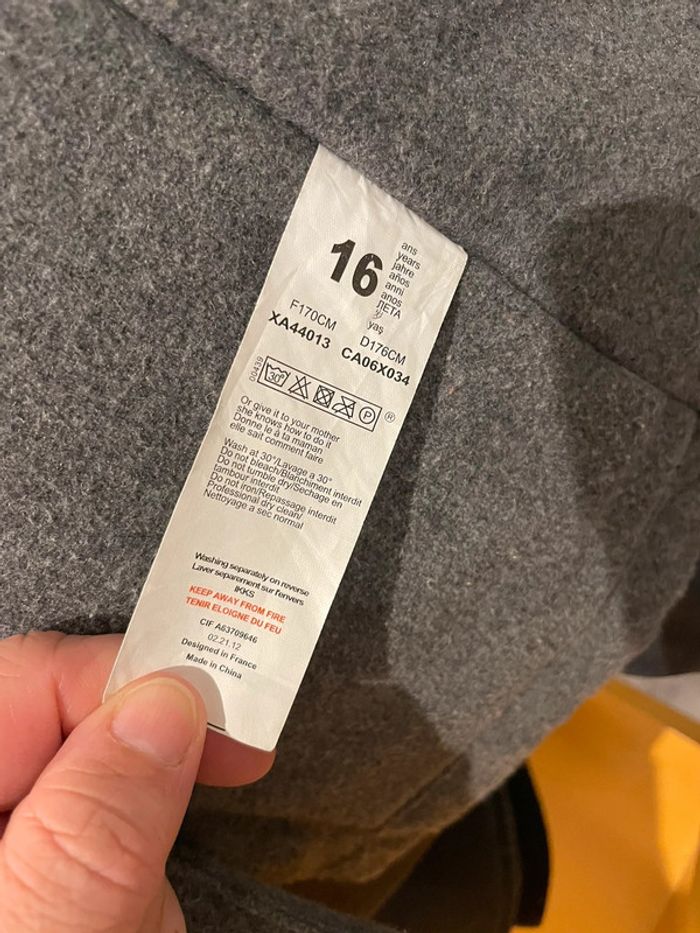 16
ans
years
jahre
años
anni
anos
ЛЕТА
yaş
F170CM D176CM
XA44013 CA06X034
00439
30° P ®
Or give it to your mother
she knows how to do it
Donne le à ta maman
elle sait comment faire
Wash at 30°/Lavage a 30°
Do not bleach/Blanchiment interdit
Do not tumble dry/Sechage en
tambour interdit
Do not iron/Repassage interdit
Professional dry clean/
Nettoyage a sec normal
Washing separately on reverse
Laver separement sur l'envers
IKKS
KEEP AWAY FROM FIRE
TENIR ELOIGNE DU FEU
CIF A63709646
02.21.12
Designed in France
Made in China